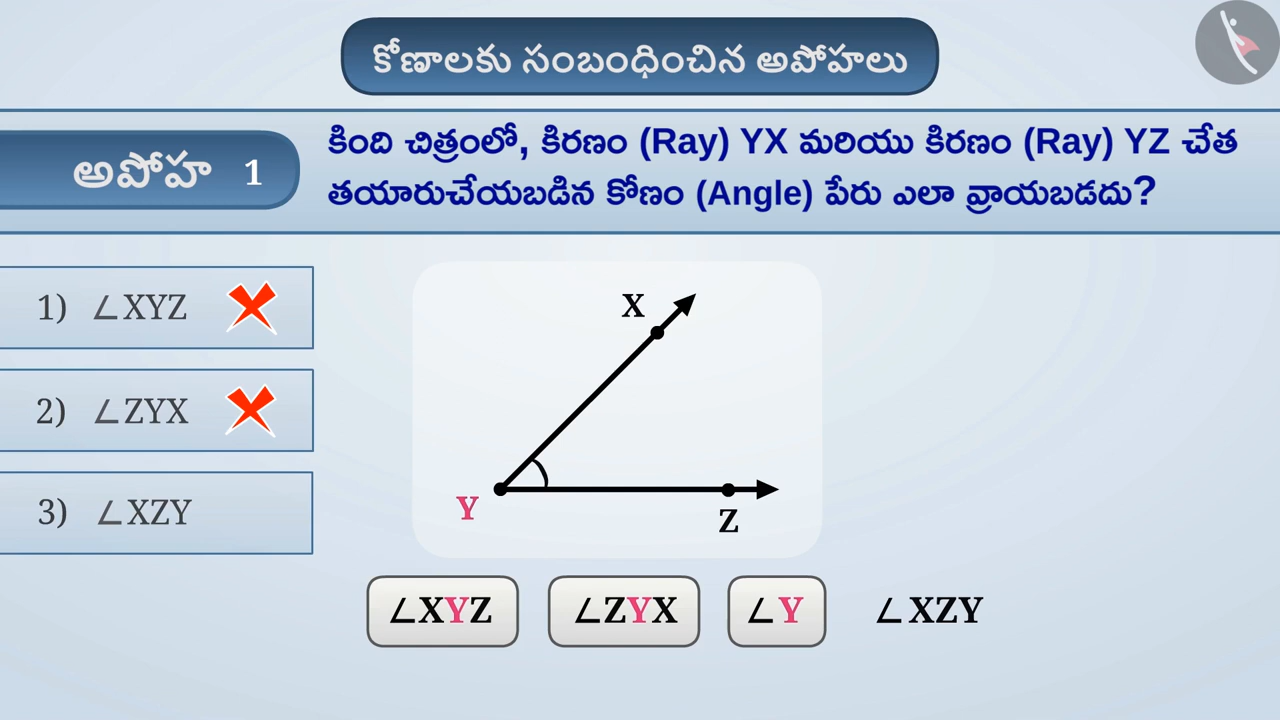 కోణాలకు సంబంధించిన అపోహలు
అపోహ 1
కింది చిత్రంలో, కిరణం (Ray) YX మరియు కిరణం (Ray) YZ చేత
తయారుచేయబడిన కోణం (Angle) పేరు ఎలా వ్రాయబడదు?
1) ∠XYZ
2) ∠ZYX
3) ∠XZY
X
Y
Z
∠XYZ ∠ZYX ∠Y ∠XZY